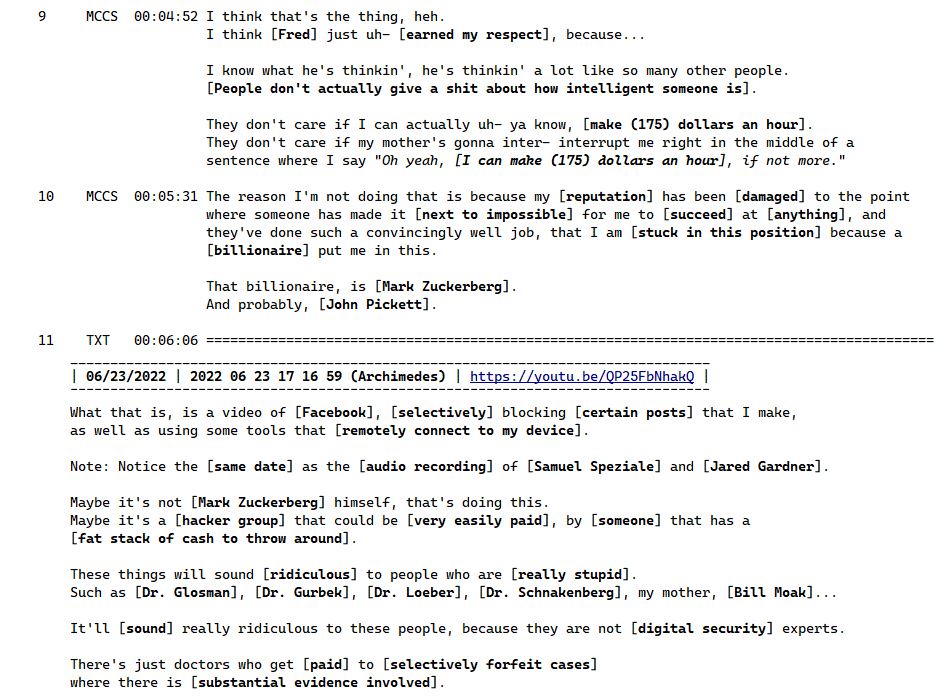 9 MCCS 00:04:52 I think that's the thing, heh.
I think [Fred] just uh- [earned my respect], because...
I know what he's thinkin', he's thinkin' a lot like so many other people.
[People don't actually give a shit about how intelligent someone is].
They don't care if I can actually uh- ya know, [make (175) dollars an hour].
They don't care if my mother's gonna inter- interrupt me right in the middle of a
sentence where I say "Oh yeah, [I can make (175) dollars an hour], if not more."
10 MCCS 00:05:31 The reason I'm not doing that is because my [reputation] has been [damaged] to the point
where someone has made it [next to impossible] for me to [succeed] at [anything], and
they've done such a convincingly well job, that I am [stuck in this position] because a
[billionaire] put me in this.
That billionaire, is [Mark Zuckerberg].
And probably, [John Pickett].
11 TXT 00:06:06 ===========================================================================================
| 06/23/2022 | 2022 06 23 17 16 59 (Archimedes) | https://youtu.be/QP25FbNhakQ |
What that is, is a video of [Facebook], [selectively] blocking [certain posts] that I make,
as well as using some tools that [remotely connect to my device].
Note: Notice the [same date] as the [audio recording] of [Samuel Speziale] and [Jared Gardner].
Maybe it's not [Mark Zuckerberg] himself, that's doing this.
Maybe it's a [hacker group] that could be [very easily paid], by [someone] that has a
[fat stack of cash to throw around].
These things will sound [ridiculous] to people who are [really stupid].
Such as [Dr. Glosman], [Dr. Gurbek], [Dr. Loeber], [Dr. Schnakenberg], my mother, [Bill Moak]...
It'll [sound] really ridiculous to these people, because they are not [digital security] experts.
There's just doctors who get [paid] to [selectively forfeit cases]
where there is [substantial evidence involved].